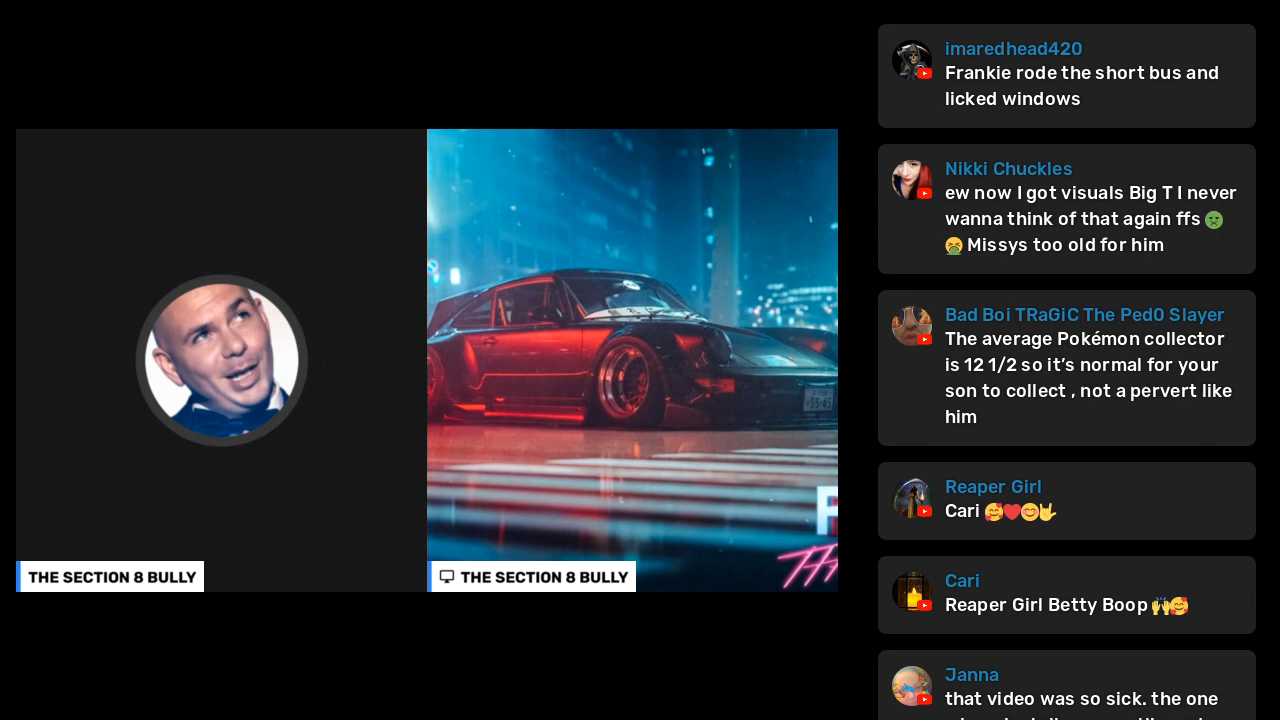 imaredhead420
Frankie rode the short bus and
licked windows
Nikki Chuckles
ew now I got visuals Big T I never
wanna think of that again ffs 🤢
🤮 Missys too old for him
Bad Boi TRaGiC The Ped0 Slayer
The average Pokémon collector
is 12 1/2 so it’s normal for your
son to collect , not a pervert like
him
Reaper Girl
Cari 🥰❤️😊🤟
Cari
Reaper Girl Betty Boop 🙌🥰
Janna
that video was so sick. the one
THE SECTION 8 BULLY
THE SECTION 8 BULLY
55-45